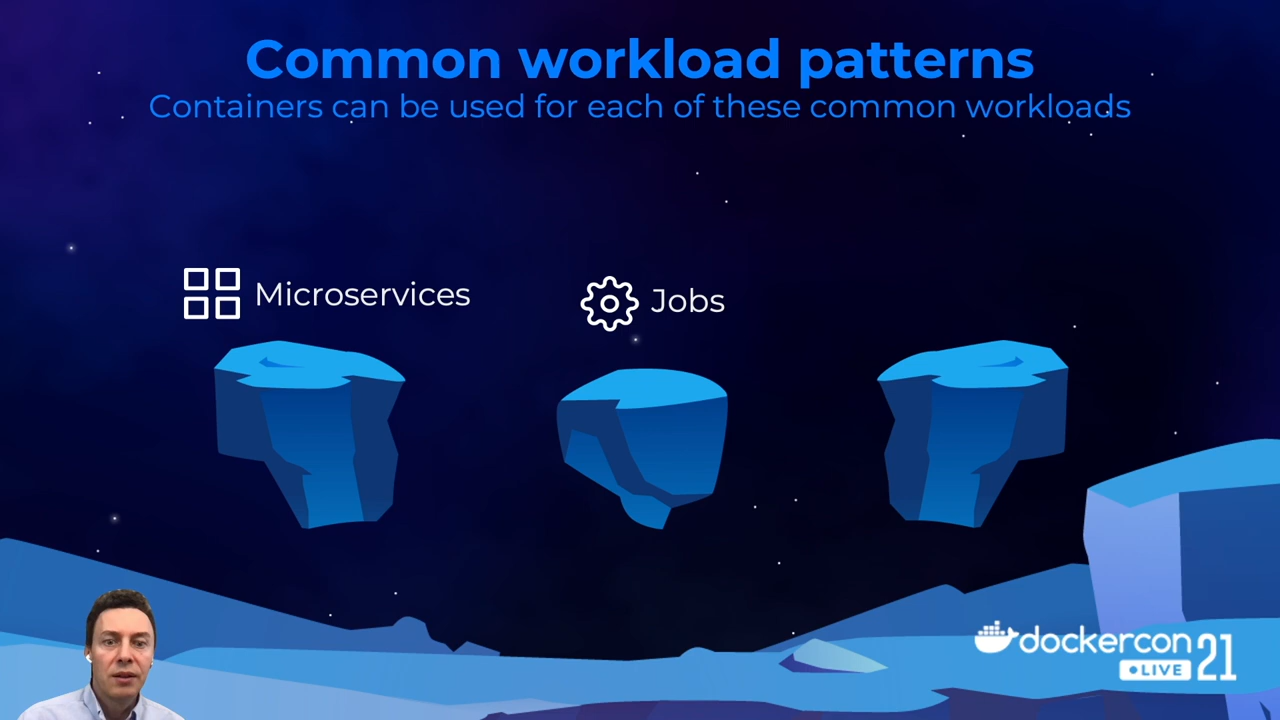 Common workload patterns
Containers can be used for each of these common workloads
Microservices
Jobs
dockercon
LIVE
21